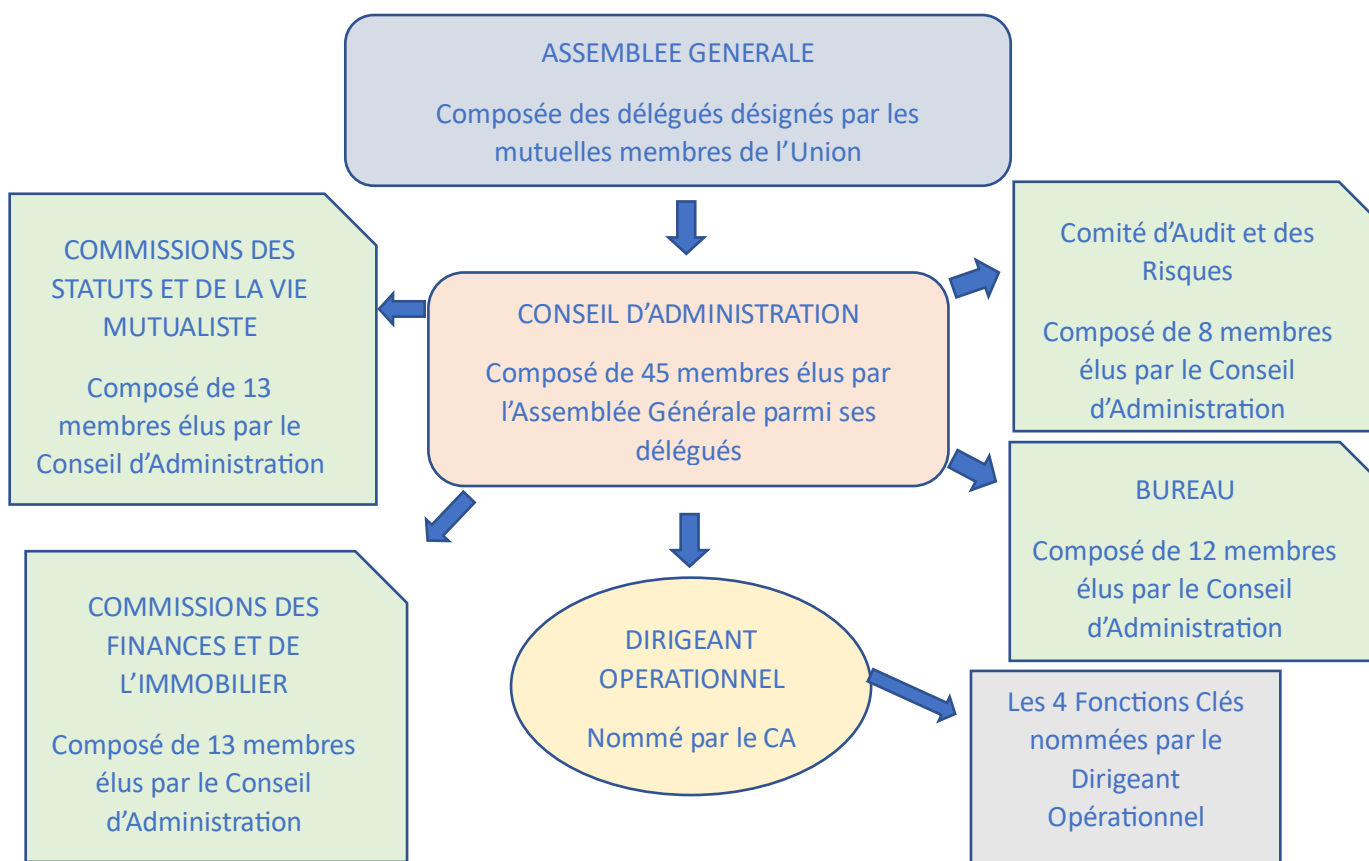 ASSEMBLEE GENERALE
Composée des délégués désignés par les
mutuelles membres de l’Union
COMMISSIONS DES
STATUTS ET DE LA VIE
MUTUALISTE
Composé de 13
membres élus par le
Conseil d’Administration
CONSEIL D’ADMINISTRATION
Composé de 45 membres élus par
l’Assemblée Générale parmi ses
délégués
Comité d’Audit et des
Risques
Composé de 8 membres
élus par le Conseil
d’Administration
BUREAU
Composé de 12 membres
élus par le Conseil
d’Administration
COMMISSIONS DES
FINANCES ET DE
L’IMMOBILIER
Composé de 13 membres
élus par le Conseil
d’Administration
DIRIGEANT
OPERATIONNEL
Nommé par le CA
Les 4 Fonctions Clés
nommées par le
Dirigeant
Opérationnel